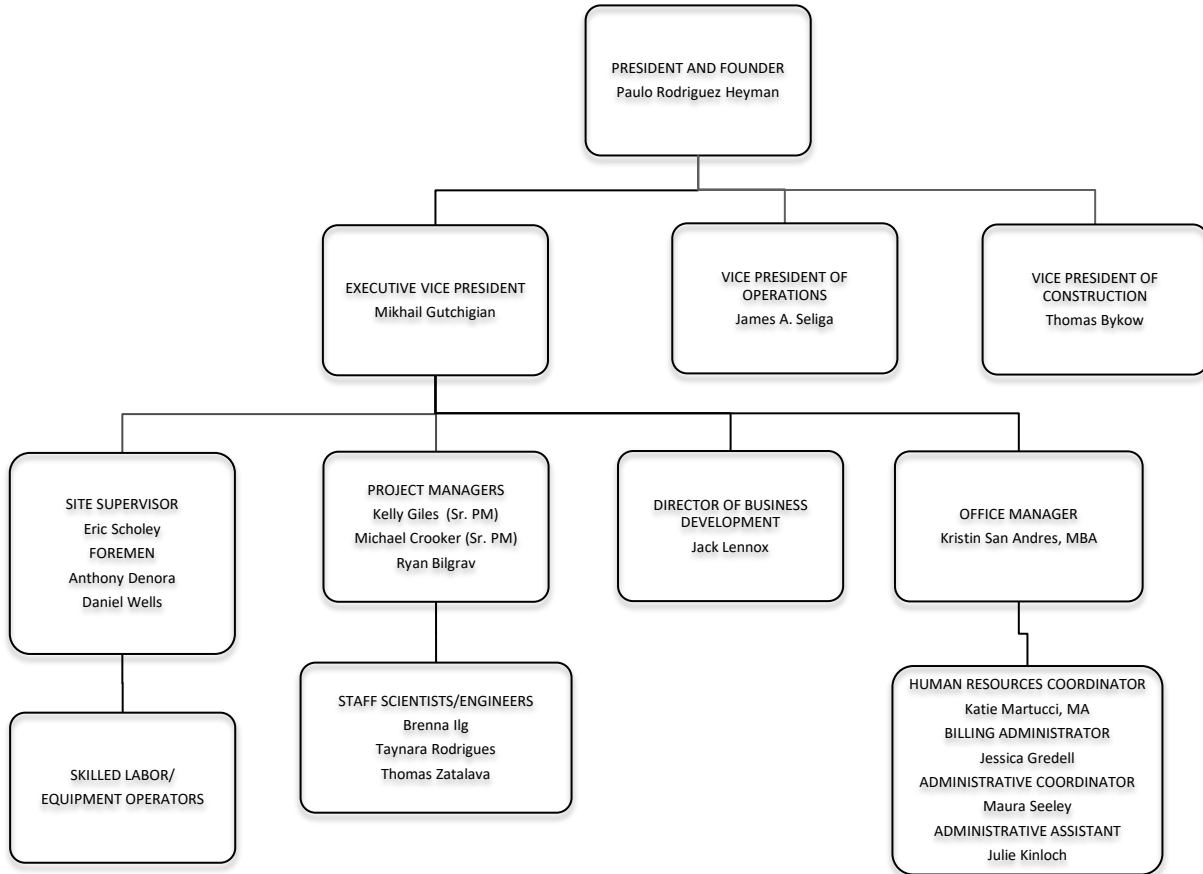 PRESIDENT AND FOUNDER
Paulo Rodriguez Heyman
EXECUTIVE VICE PRESIDENT
Mikhail Gutchigian
VICE PRESIDENT OF
OPERATIONS
James A. Seliga
VICE PRESIDENT OF
CONSTRUCTION
Thomas Bykow
SITE SUPERVISOR
Eric Scholey
FOREMEN
Anthony Denora
Daniel Wells
PROJECT MANAGERS
Kelly Giles (Sr. PM)
Michael Crooker (Sr. PM)
Ryan Bilgrav
DIRECTOR OF BUSINESS
DEVELOPMENT
Jack Lennox
OFFICE MANAGER
Kristin San Andres, MBA
SKILLED LABOR/
EQUIPMENT OPERATORS
STAFF SCIENTISTS/ENGINEERS
Brenna Ilg
Taynara Rodrigues
Thomas Zatalava
HUMAN RESOURCES COORDINATOR
Katie Martucci, MA
BILLING ADMINISTRATOR
Jessica Gredell
ADMINISTRATIVE COORDINATOR
Maura Seeley
ADMINISTRATIVE ASSISTANT
Julie Kinloch